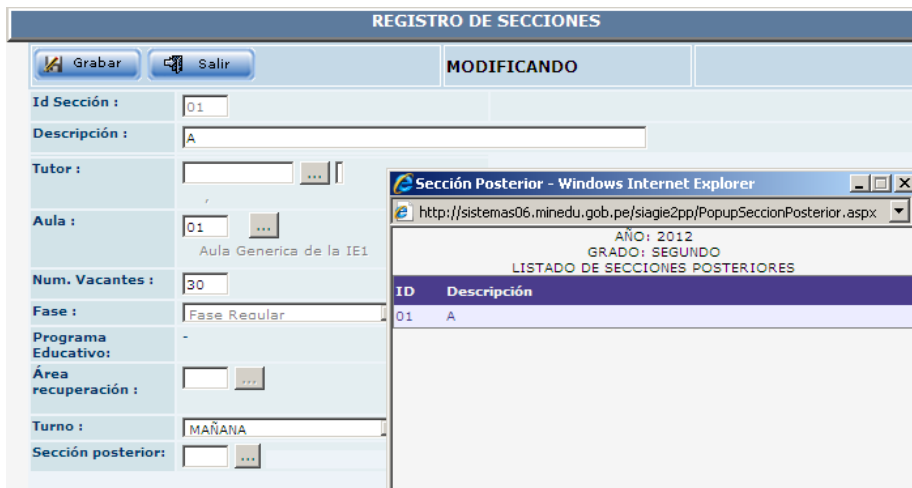 REGISTRO DE SECCIONES
Grabar Salir MODIFICANDO
Id Sección : 01
Descripción : A
Tutor : ...
,
Aula : 01 ...
Aula Generica de la IE1
Num. Vacantes : 30
Fase : Fase Regular
Programa Educativo: -
Área recuperación : ...
Turno : MAÑANA
Sección posterior: ...
Sección Posterior - Windows Internet Explorer
http://sistemas06.minedu.gob.pe/siagie2pp/PopupSeccionPosterior.aspx
AÑO: 2012
GRADO: SEGUNDO
LISTADO DE SECCIONES POSTERIORES
ID Descripción
01 A